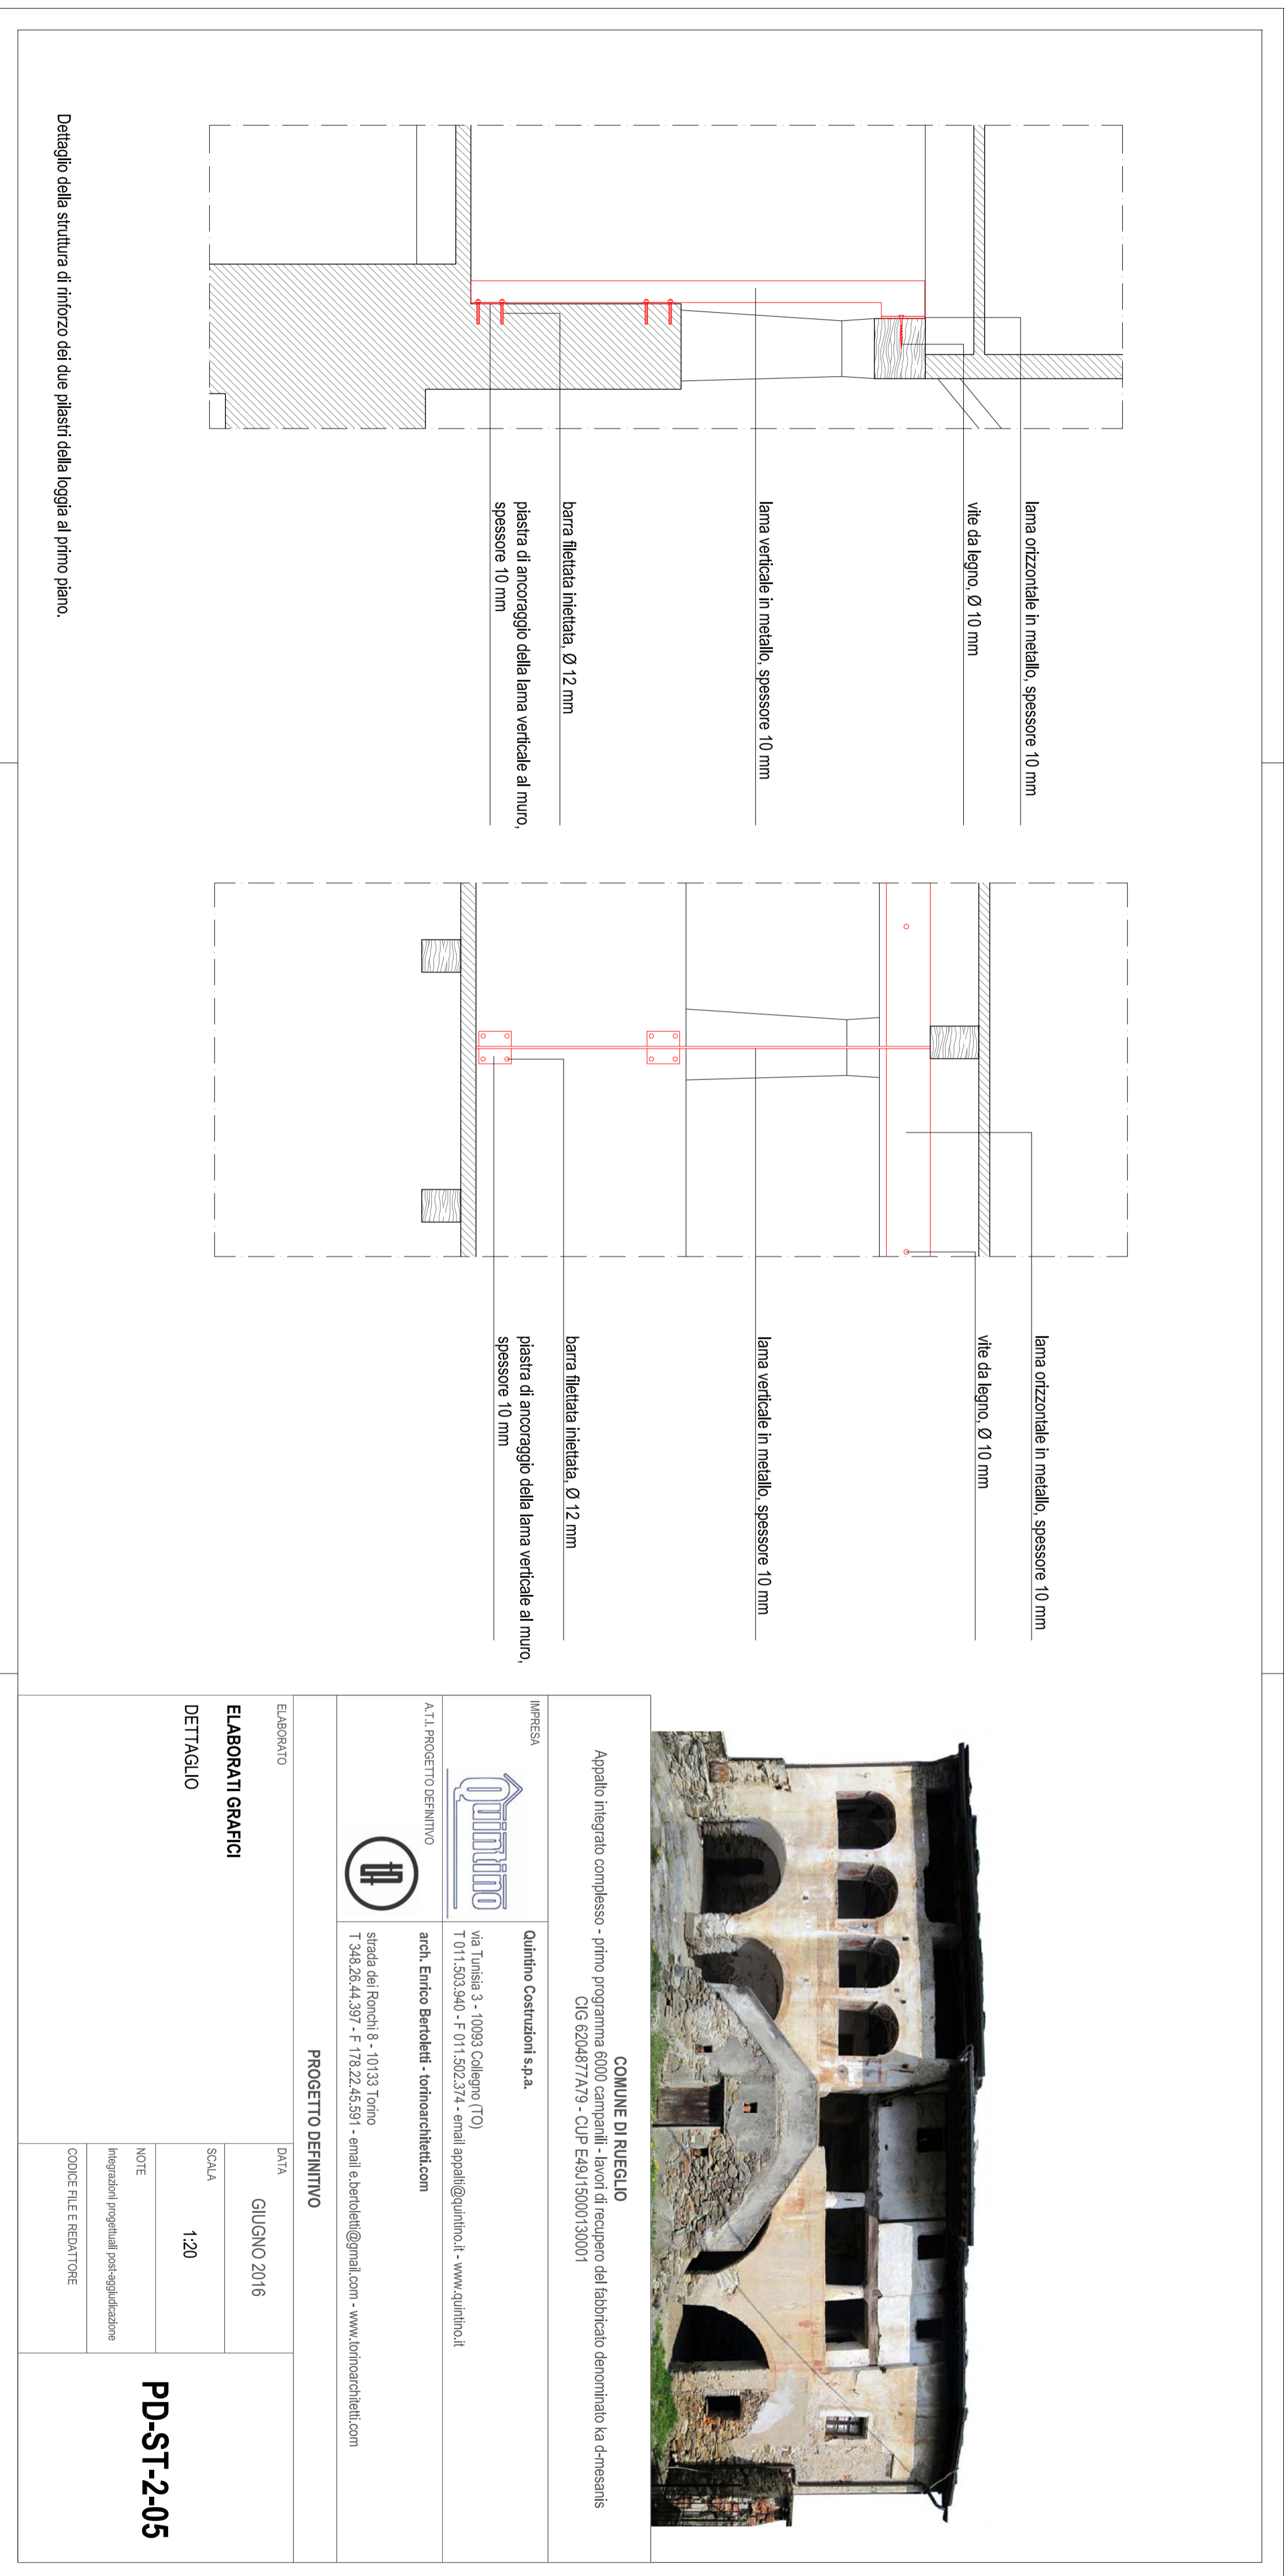 lama orizzontale in metallo, spessore 10 mm
vite da legno, Ø 10 mm
lama verticale in metallo, spessore 10 mm
barra filettata iniettata, Ø 12 mm
piastra di ancoraggio della lama verticale al muro,
spessore 10 mm
lama orizzontale in metallo, spessore 10 mm
vite da legno, Ø 10 mm
lama verticale in metallo, spessore 10 mm
barra filettata iniettata, Ø 12 mm
piastra di ancoraggio della lama verticale al muro,
spessore 10 mm
Dettaglio della struttura di rinforzo dei due pilastri della loggia al primo piano.
COMUNE DI RUEGLIO
Appalto integrato complesso - primo programma 6000 campanili - lavori di recupero del fabbricato denominato ka d-mesanis
CIG 6204877A79 - CUP E49J15000130001
IMPRESA
Quintino
Quintino Costruzioni s.p.a.
via Tunisia 3 - 10093 Collegno (TO)
T 011.503.940 - F 011.502.374 - email appalti@quintino.it - www.quintino.it
A.T.I. PROGETTO DEFINITIVO
ta
arch. Enrico Bertoletti - torinoarchitetti.com
strada dei Ronchi 8 - 10133 Torino
T 348.26.44.397 - F 178.22.45.591 - email e.bertoletti@gmail.com - www.torinoarchitetti.com
PROGETTO DEFINITIVO
ELABORATO
ELABORATI GRAFICI
DETTAGLIO
DATA
GIUGNO 2016
SCALA
1:20
NOTE
integrazioni progettuali post-aggiudicazione
CODICE FILE E REDATTORE
PD-ST-2-05